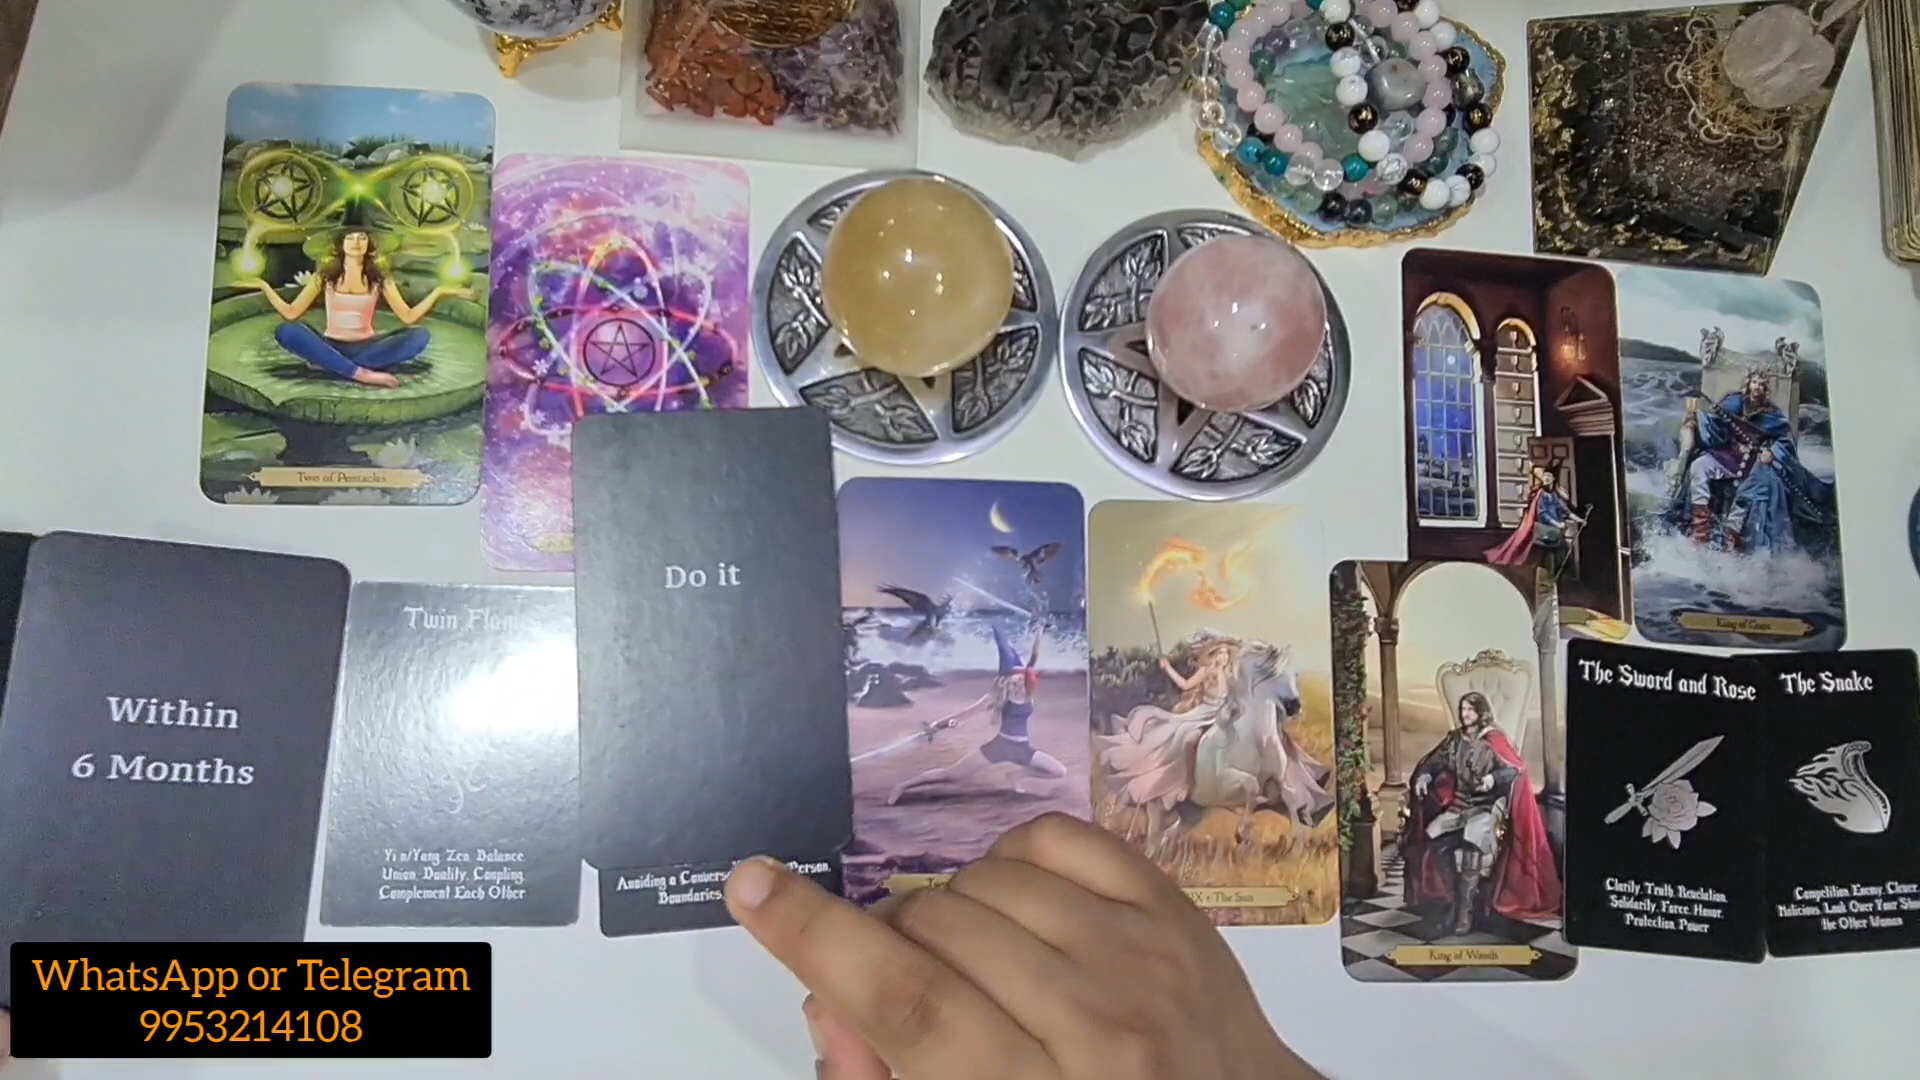 Two of Pentacles
Within
6 Months
Twin
Yin/Yang, Zen, Balance,
Union, Duality, Coupling,
Complement Each Other
Do it
Avoiding a
Person,
Boundaries,
XIX • The Sun
King of Cups
King of Wands
The Sword and Rose
Clarity, Truth, Revelation,
Solidarity, Force, Honor,
Protection, Power
The Snake
Competition, Enemy, Clever,
Malicious, Look Over Your
the Other Woman
WhatsApp or Telegram
9953214108